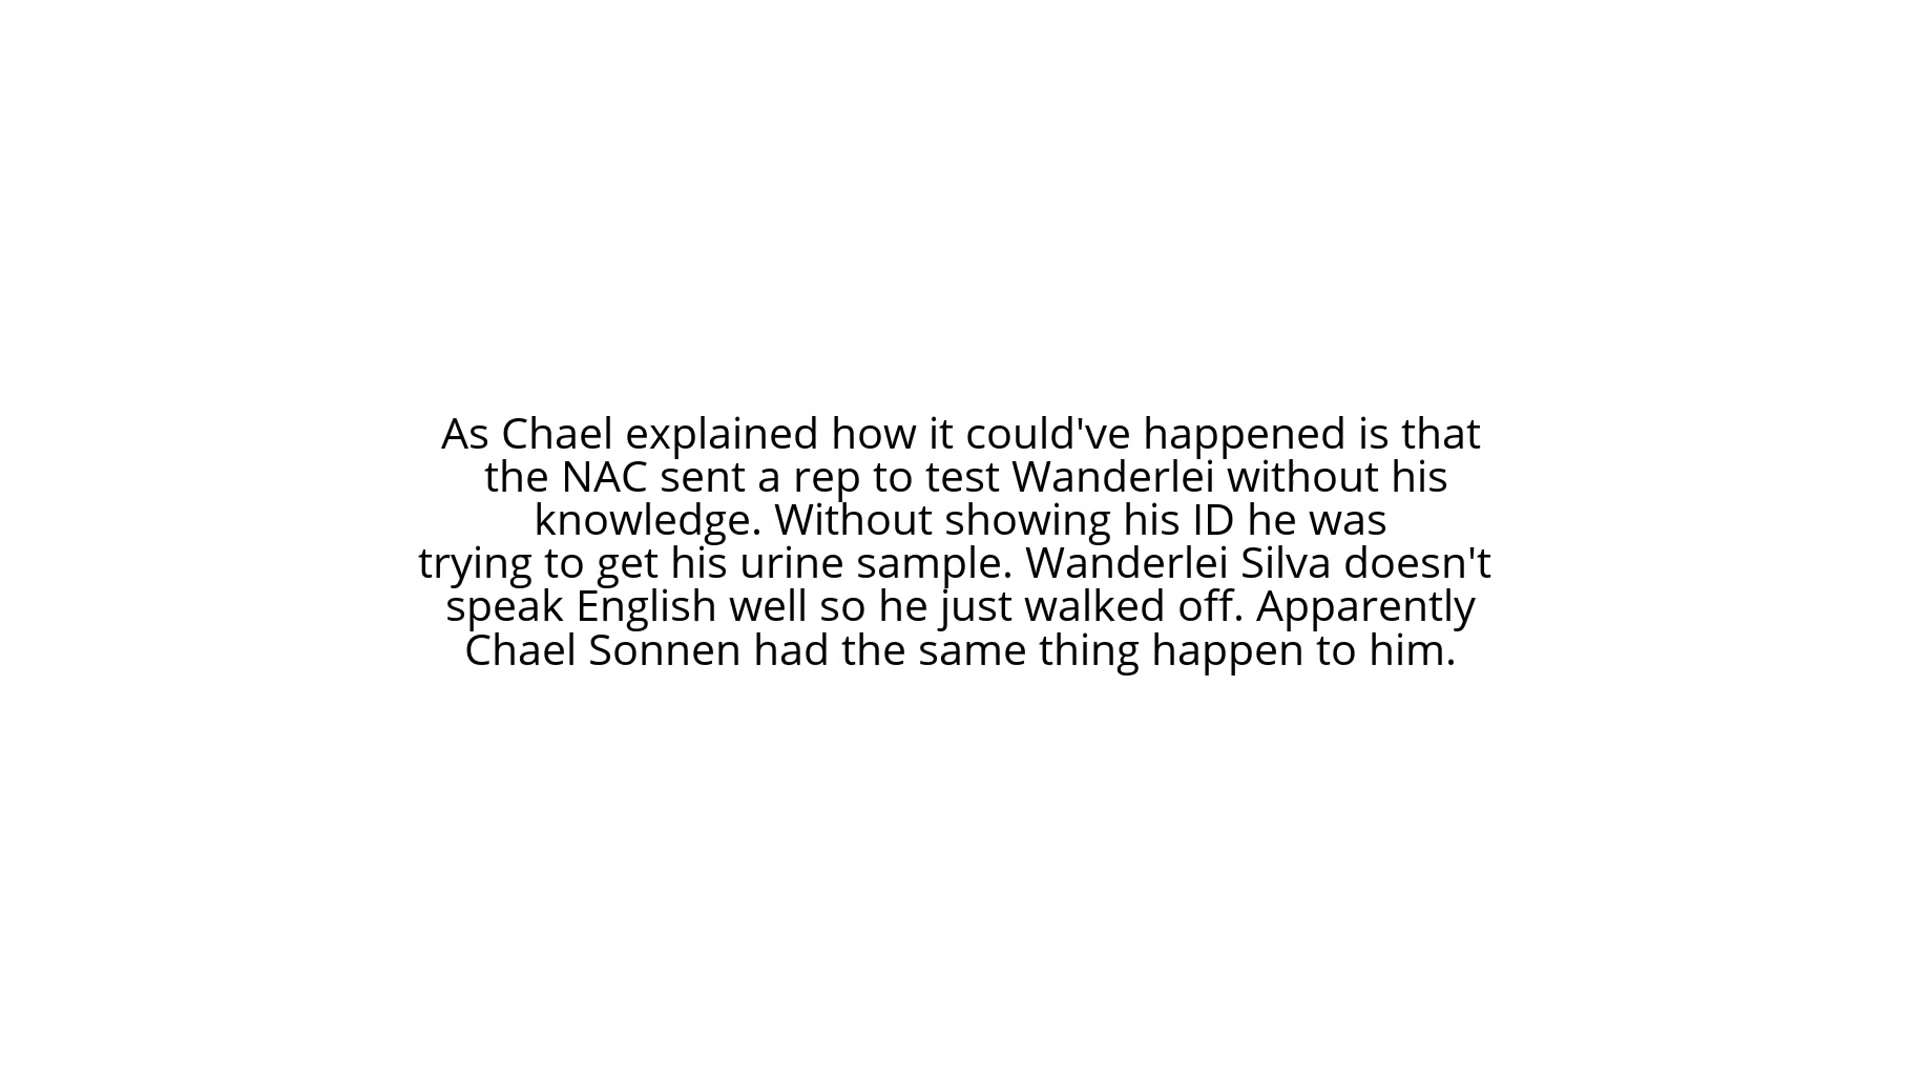 As Chael explained how it could've happened is that
the NAC sent a rep to test Wanderlei without his
knowledge. Without showing his ID he was
trying to get his urine sample. Wanderlei Silva doesn't
speak English well so he just walked off. Apparently
Chael Sonnen had the same thing happen to him.